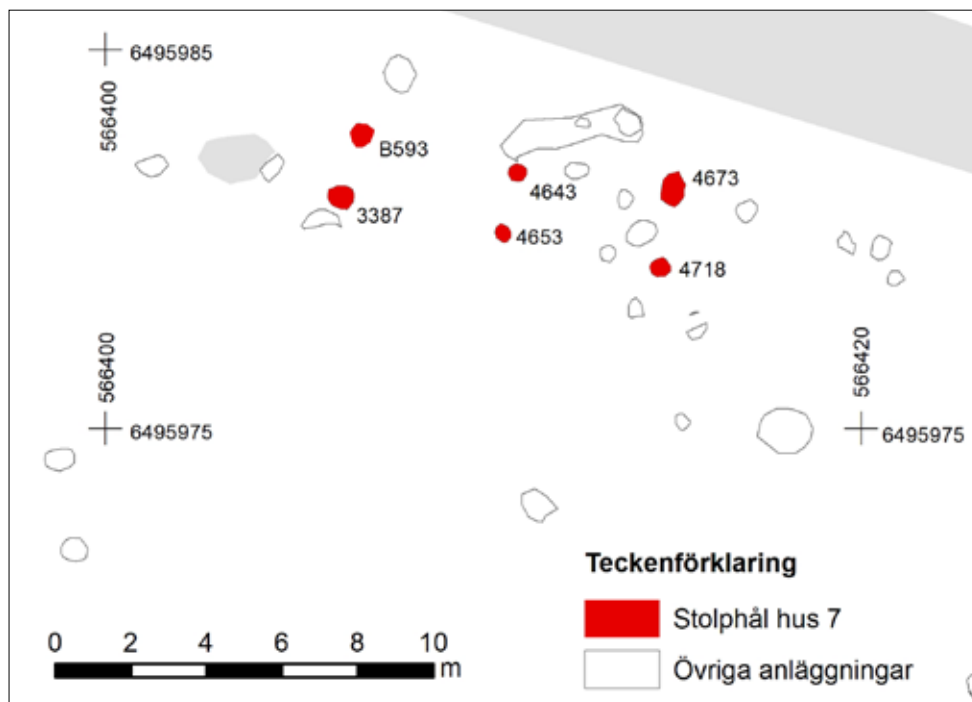 6495985
566400
B593
3387
4643
4653
4673
4718
566400
6495975
566420
6495975
Teckenförklaring
Stolphål hus 7
Övriga anläggningar
0 2 4 6 8 10
m